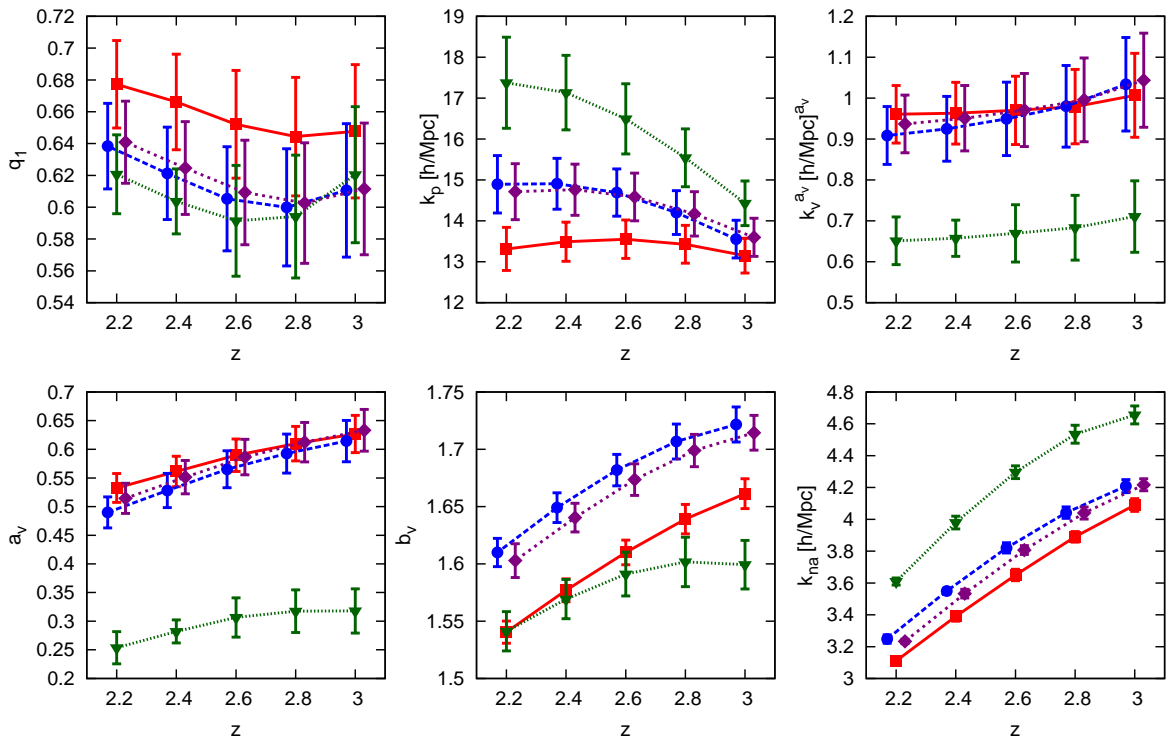 0.72
0.7
0.68
0.66
0.64
0.62
0.6
0.58
0.56
0.54
q1
2.2 2.4 2.6 2.8 3
z
19
18
17
16
15
14
13
12
kp [h/Mpc]
2.2 2.4 2.6 2.8 3
z
1.2
1.1
1
0.9
0.8
0.7
0.6
0.5
kv^av [h/Mpc]^av
2.2 2.4 2.6 2.8 3
z
0.7
0.65
0.6
0.55
0.5
0.45
0.4
0.35
0.3
0.25
0.2
av
2.2 2.4 2.6 2.8 3
z
1.75
1.7
1.65
1.6
1.55
1.5
bv
2.2 2.4 2.6 2.8 3
z
4.8
4.6
4.4
4.2
4
3.8
3.6
3.4
3.2
3
kna [h/Mpc]
2.2 2.4 2.6 2.8 3
z